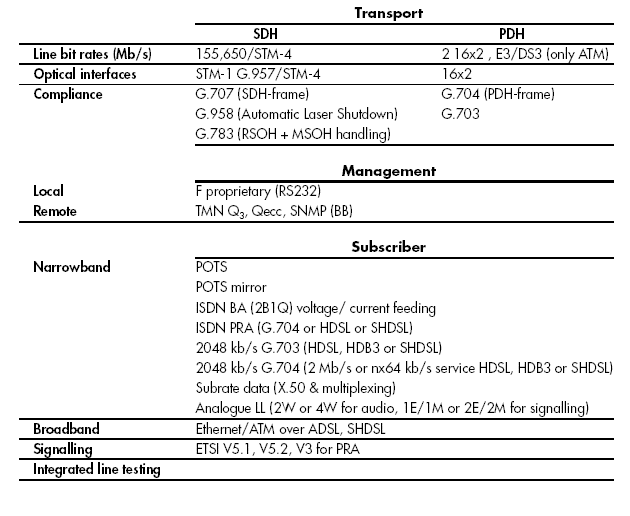 Transport
SDH PDH
Line bit rates (Mb/s) 155,650/STM-4 2 16x2 , E3/DS3 (only ATM)
Optical interfaces STM-1 G.957/STM-4 16x2
Compliance G.707 (SDH-frame) G.704 (PDH-frame)
G.958 (Automatic Laser Shutdown) G.703
G.783 (RSOH + MSOH handling)
Management
Local F proprietary (RS232)
Remote TMN Q3, Qecc, SNMP (BB)
Subscriber
Narrowband POTS
POTS mirror
ISDN BA (2B1Q) voltage/ current feeding
ISDN PRA (G.704 or HDSL or SHDSL)
2048 kb/s G.703 (HDSL, HDB3 or SHDSL)
2048 kb/s G.704 (2 Mb/s or nx64 kb/s service HDSL, HDB3 or SHDSL)
Subrate data (X.50 & multiplexing)
Analogue LL (2W or 4W for audio, 1E/1M or 2E/2M for signalling)
Broadband Ethernet/ATM over ADSL, SHDSL
Signalling ETSI V5.1, V5.2, V3 for PRA
Integrated line testing